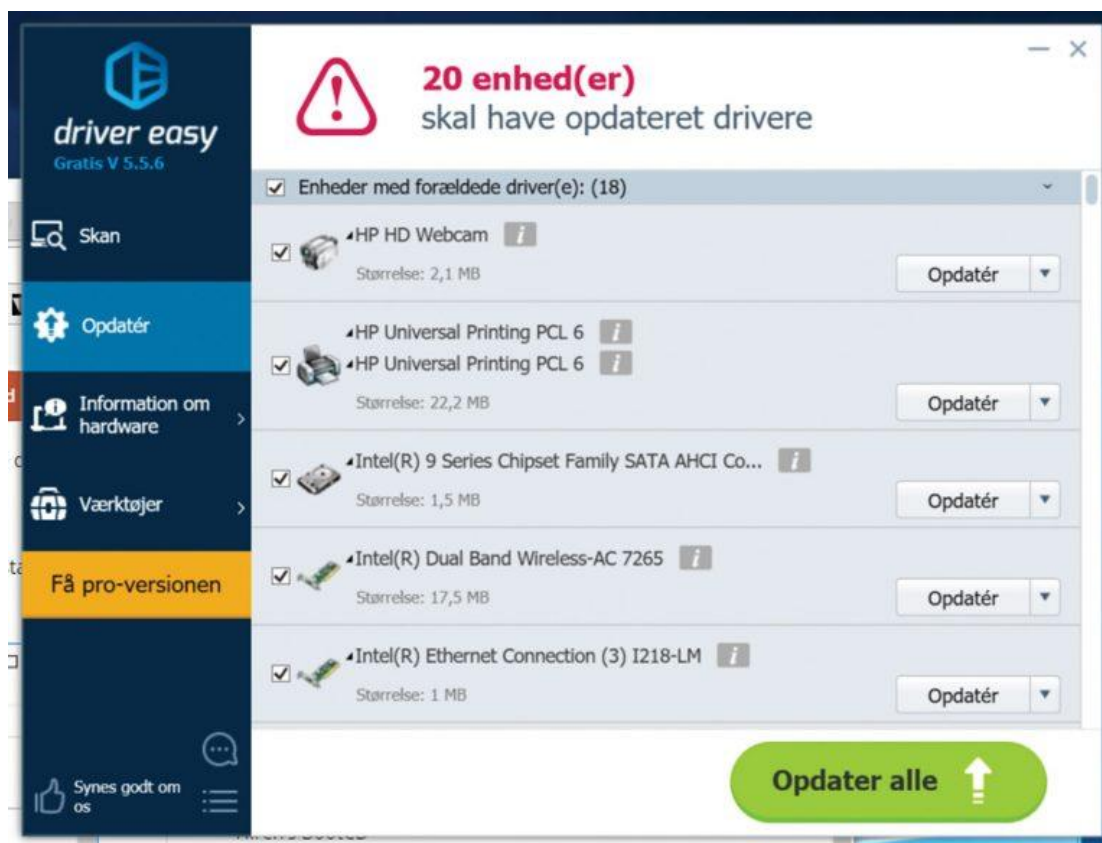 driver easy
Gratis V 5.5.6
Skan
Opdatér
Information om
hardware
Værktøjer
Få pro-versionen
Synes godt om
os
20 enhed(er)
skal have opdateret drivere
Enheder med forældede driver(e): (18)
HP HD Webcam
Størrelse: 2,1 MB
Opdatér
HP Universal Printing PCL 6
HP Universal Printing PCL 6
Størrelse: 22,2 MB
Opdatér
Intel(R) 9 Series Chipset Family SATA AHCI Co...
Størrelse: 1,5 MB
Opdatér
Intel(R) Dual Band Wireless-AC 7265
Størrelse: 17,5 MB
Opdatér
Intel(R) Ethernet Connection (3) I218-LM
Størrelse: 1 MB
Opdatér
Opdater alle